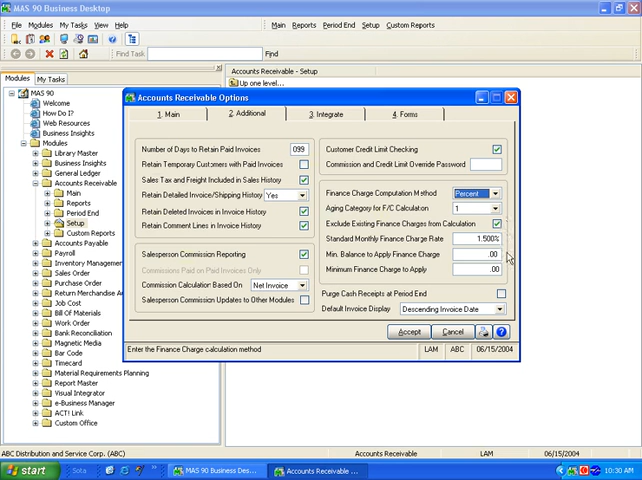 MAS 90 Business Desktop
File Modules My Tasks View Help Main Reports Period End Setup Custom Reports
Find Task Find
Modules My Tasks
MAS 90
Welcome
How Do I?
Web Resources
Business Insights
Modules
Library Master
Business Insights
General Ledger
Accounts Receivable
Main
Reports
Period End
Setup
Custom Reports
Accounts Payable
Payroll
Inventory Management
Sales Order
Purchase Order
Return Merchandise Au
Job Cost
Bill Of Materials
Work Order
Bank Reconciliation
Magnetic Media
Bar Code
Timecard
Material Requirements Planning
Report Master
Visual Integrator
e-Business Manager
ACT! Link
Custom Office
Accounts Receivable - Setup
Up one level...
Accounts Receivable Options
1. Main 2. Additional 3. Integrate 4. Forms
Number of Days to Retain Paid Invoices 099
Retain Temporary Customers with Paid Invoices
Sales Tax and Freight Included in Sales History
Retain Detailed Invoice/Shipping History Yes
Retain Deleted Invoices in Invoice History
Retain Comment Lines in Invoice History
Salesperson Commission Reporting
Commissions Paid on Paid Invoices Only
Commission Calculation Based On Net Invoice
Salesperson Commission Updates to Other Modules
Customer Credit Limit Checking
Commission and Credit Limit Override Password
Finance Charge Computation Method Percent
Aging Category for F/C Calculation 1
Exclude Existing Finance Charges from Calculation
Standard Monthly Finance Charge Rate 1.500%
Min. Balance to Apply Finance Charge .00
Minimum Finance Charge to Apply .00
Purge Cash Receipts at Period End
Default Invoice Display Descending Invoice Date
Accept Cancel
Enter the Finance Charge calculation method LAM ABC 06/15/2004
ABC Distribution and Service Corp. (ABC) Accounts Receivable LAM 06/15/2004
start Sota MAS 90 Business Des... Accounts Receivable ... 10:30 AM